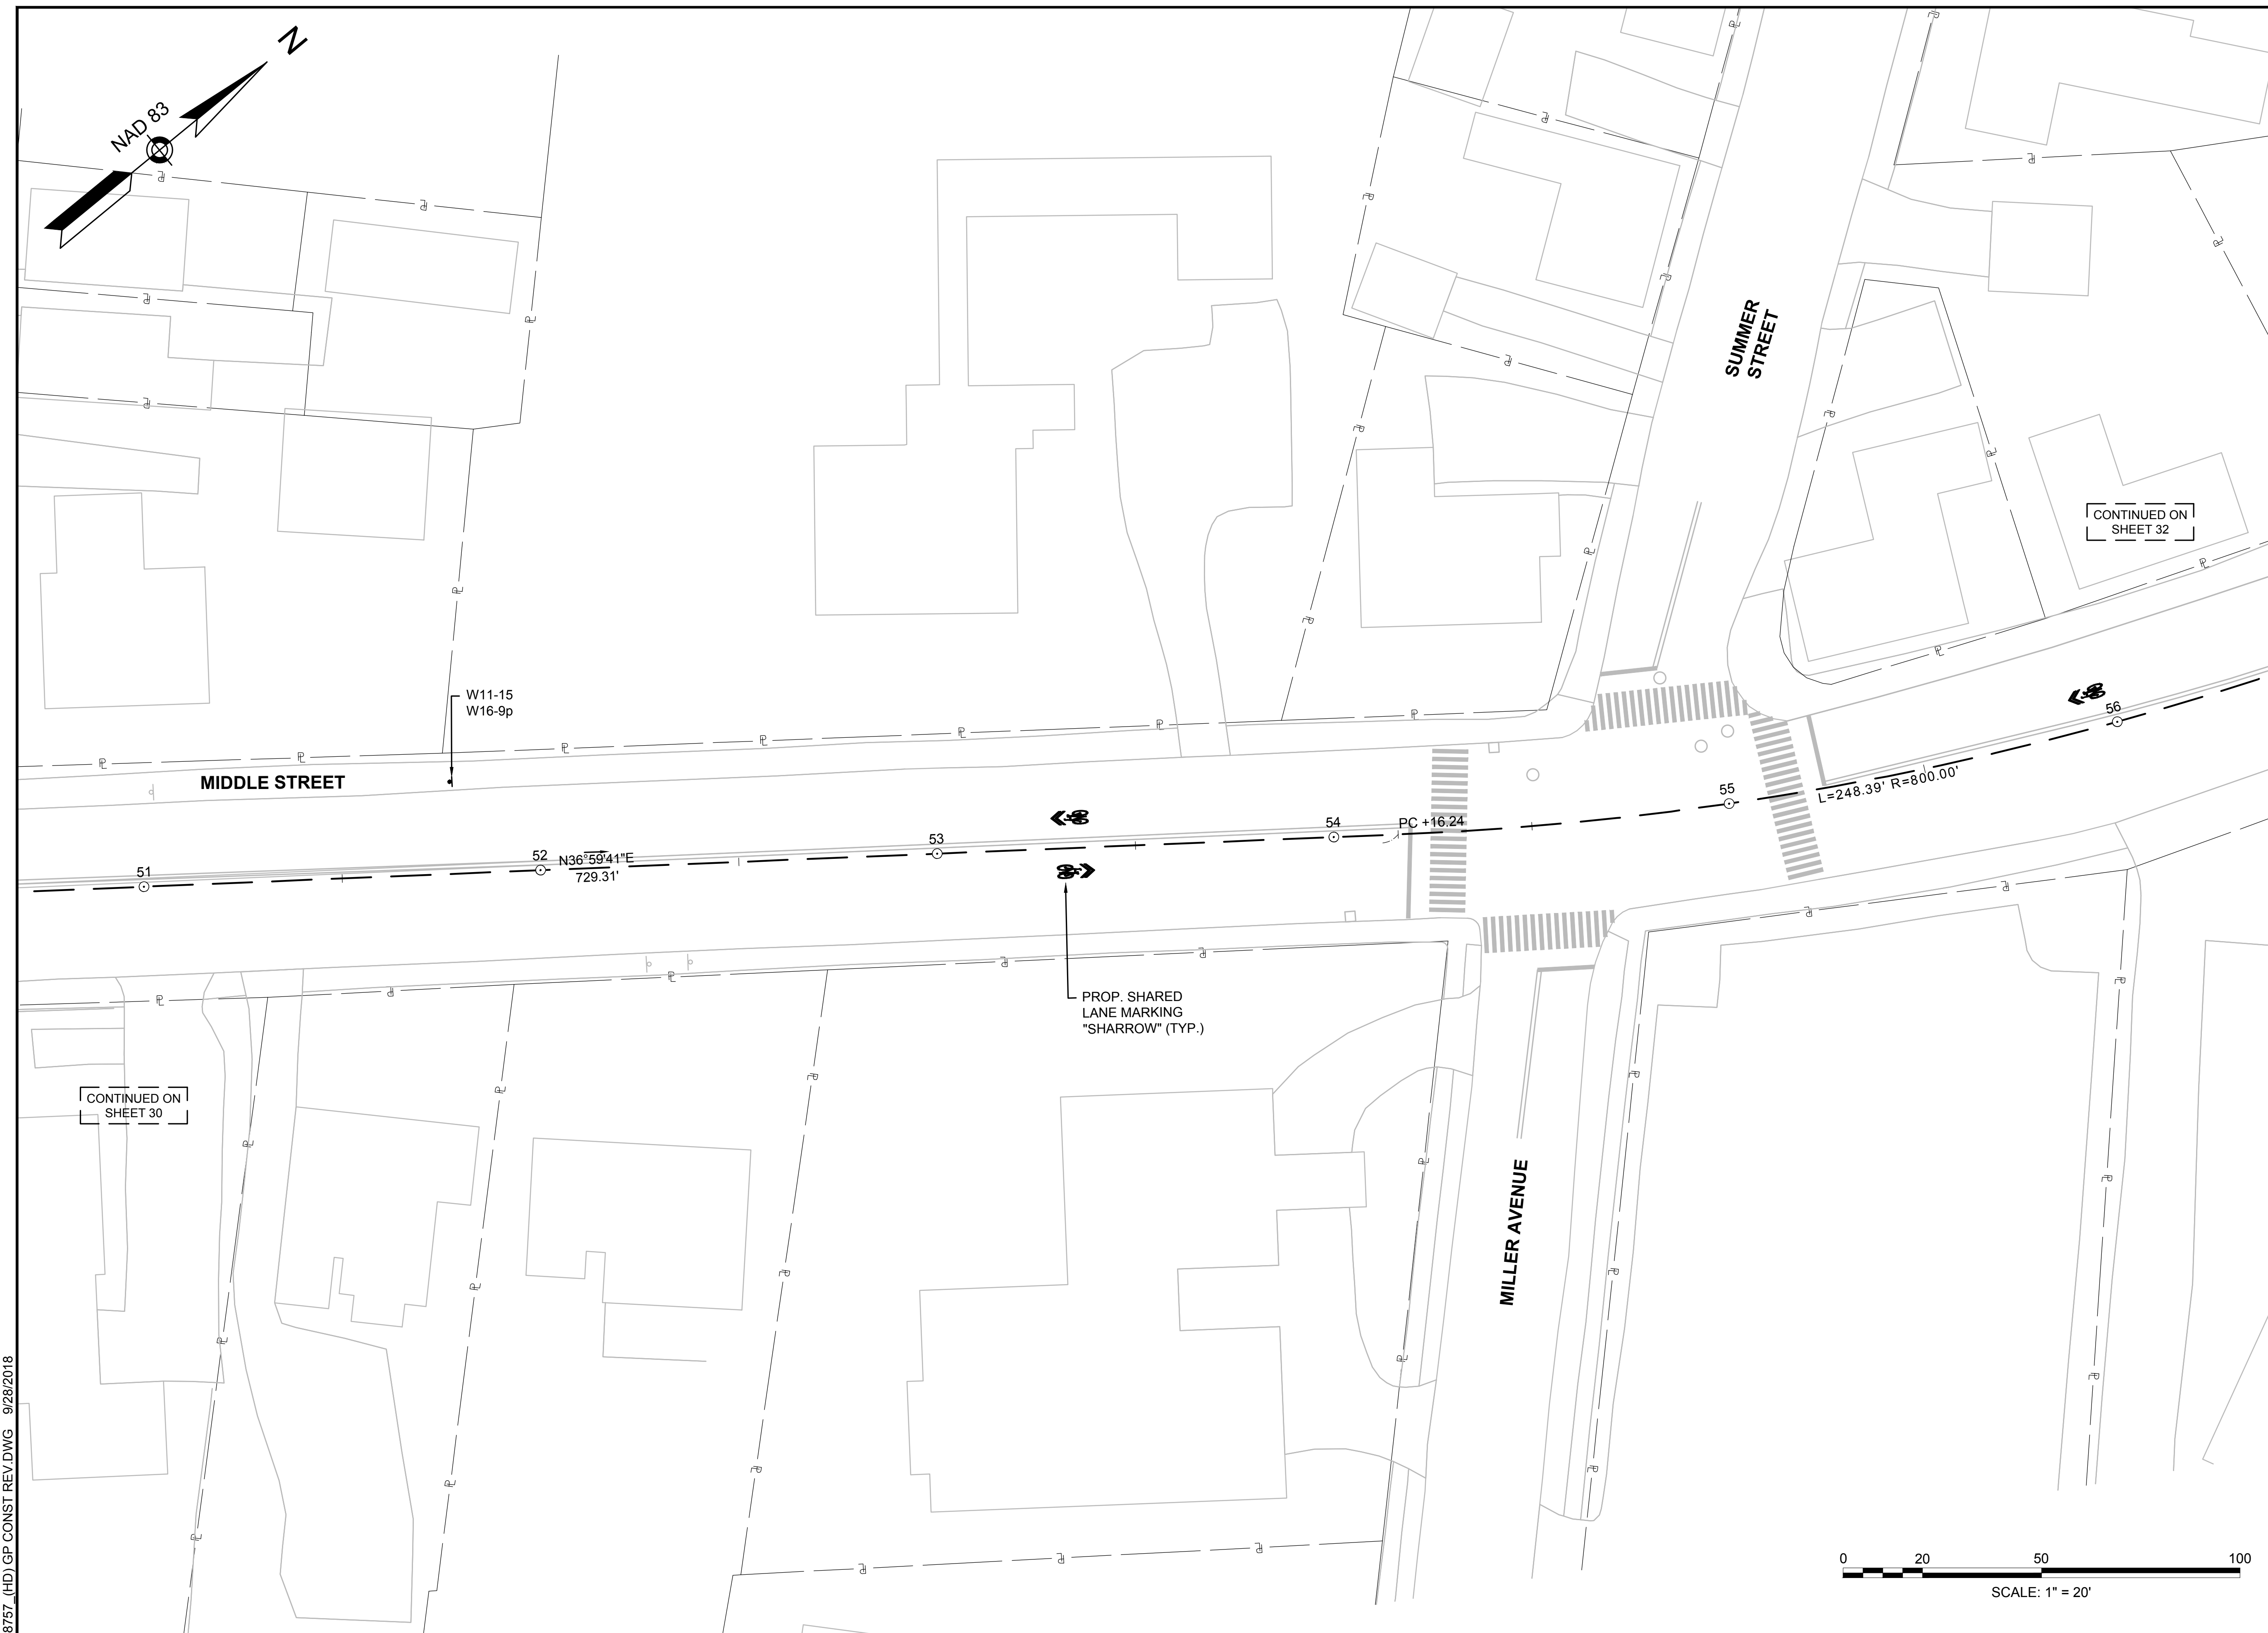 N
NAD 83
SUMMER
STREET
CONTINUED ON
SHEET 32
W11-15
W16-9p
MIDDLE STREET
51
52
N36°59'41"E
729.31'
53
54
PC +16.24
55
L=248.39' R=800.00'
56
PROP. SHARED
LANE MARKING
"SHARROW" (TYP.)
CONTINUED ON
SHEET 30
MILLER AVENUE
0 20 50 100
SCALE: 1" = 20'
8757_(HD) GP CONST REV.DWG 9/28/2018